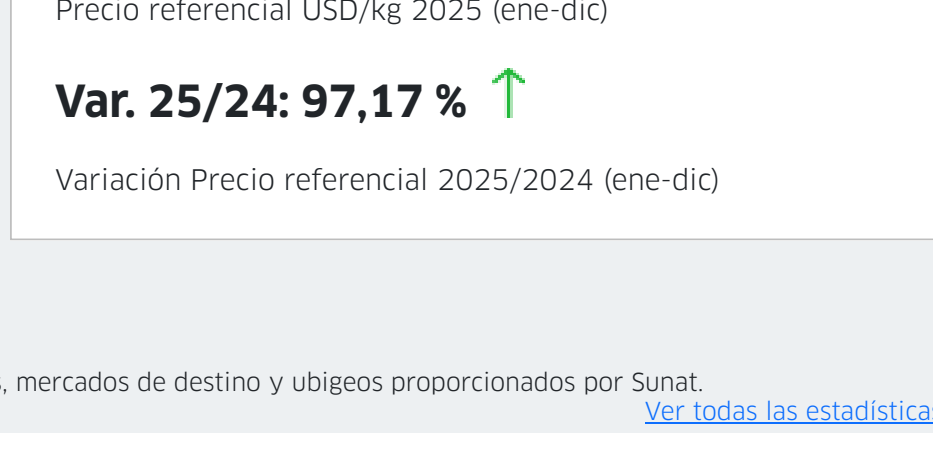 Precio referencial USD/kg 2025 (ene-dic)
Var. 25/24: 97,17 %
Variación Precio referencial 2025/2024 (ene-dic)
, mercados de destino y ubigeos proporcionados por Sunat.
Ver todas las estadísticas